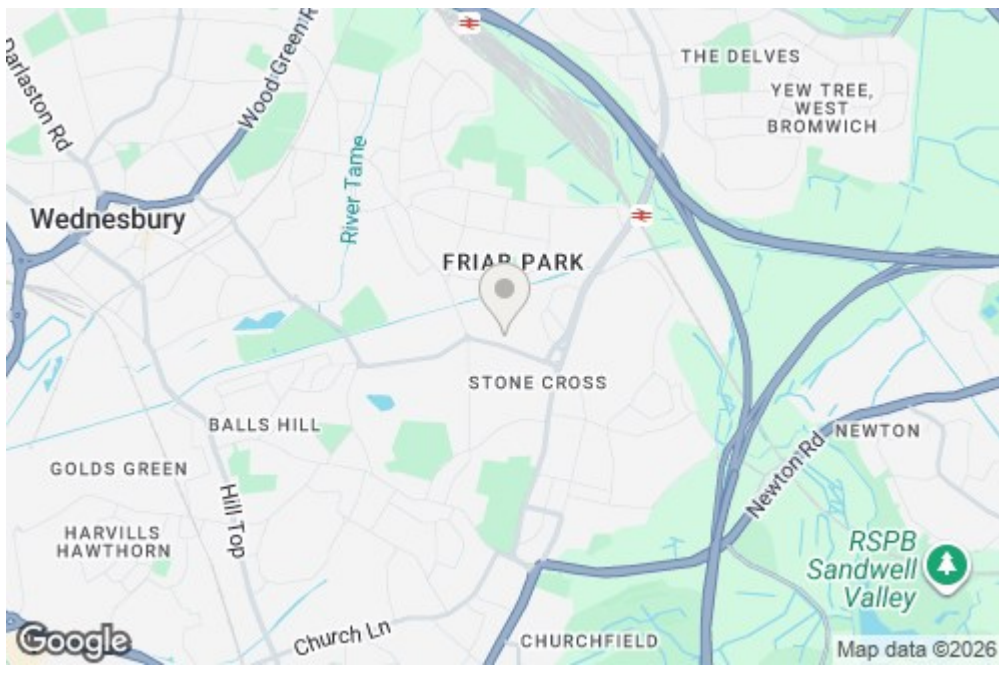 Darlaston Rd
Wood Green R
THE DELVES
YEW TREE,
WEST
BROMWICH
River Tame
Wednesbury
FRIAR PARK
STONE CROSS
BALLS HILL
NEWTON
Newton Rd
GOLDS GREEN
Hill Top
HARVILLS
HAWTHORN
RSPB
Sandwell
Valley
Church Ln
CHURCHFIELD
Google
Map data ©2026